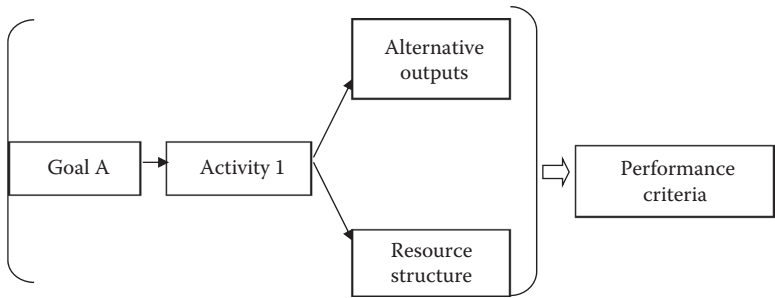 Goal A
Activity 1
Alternative
outputs
Resource
structure
Performance
criteria